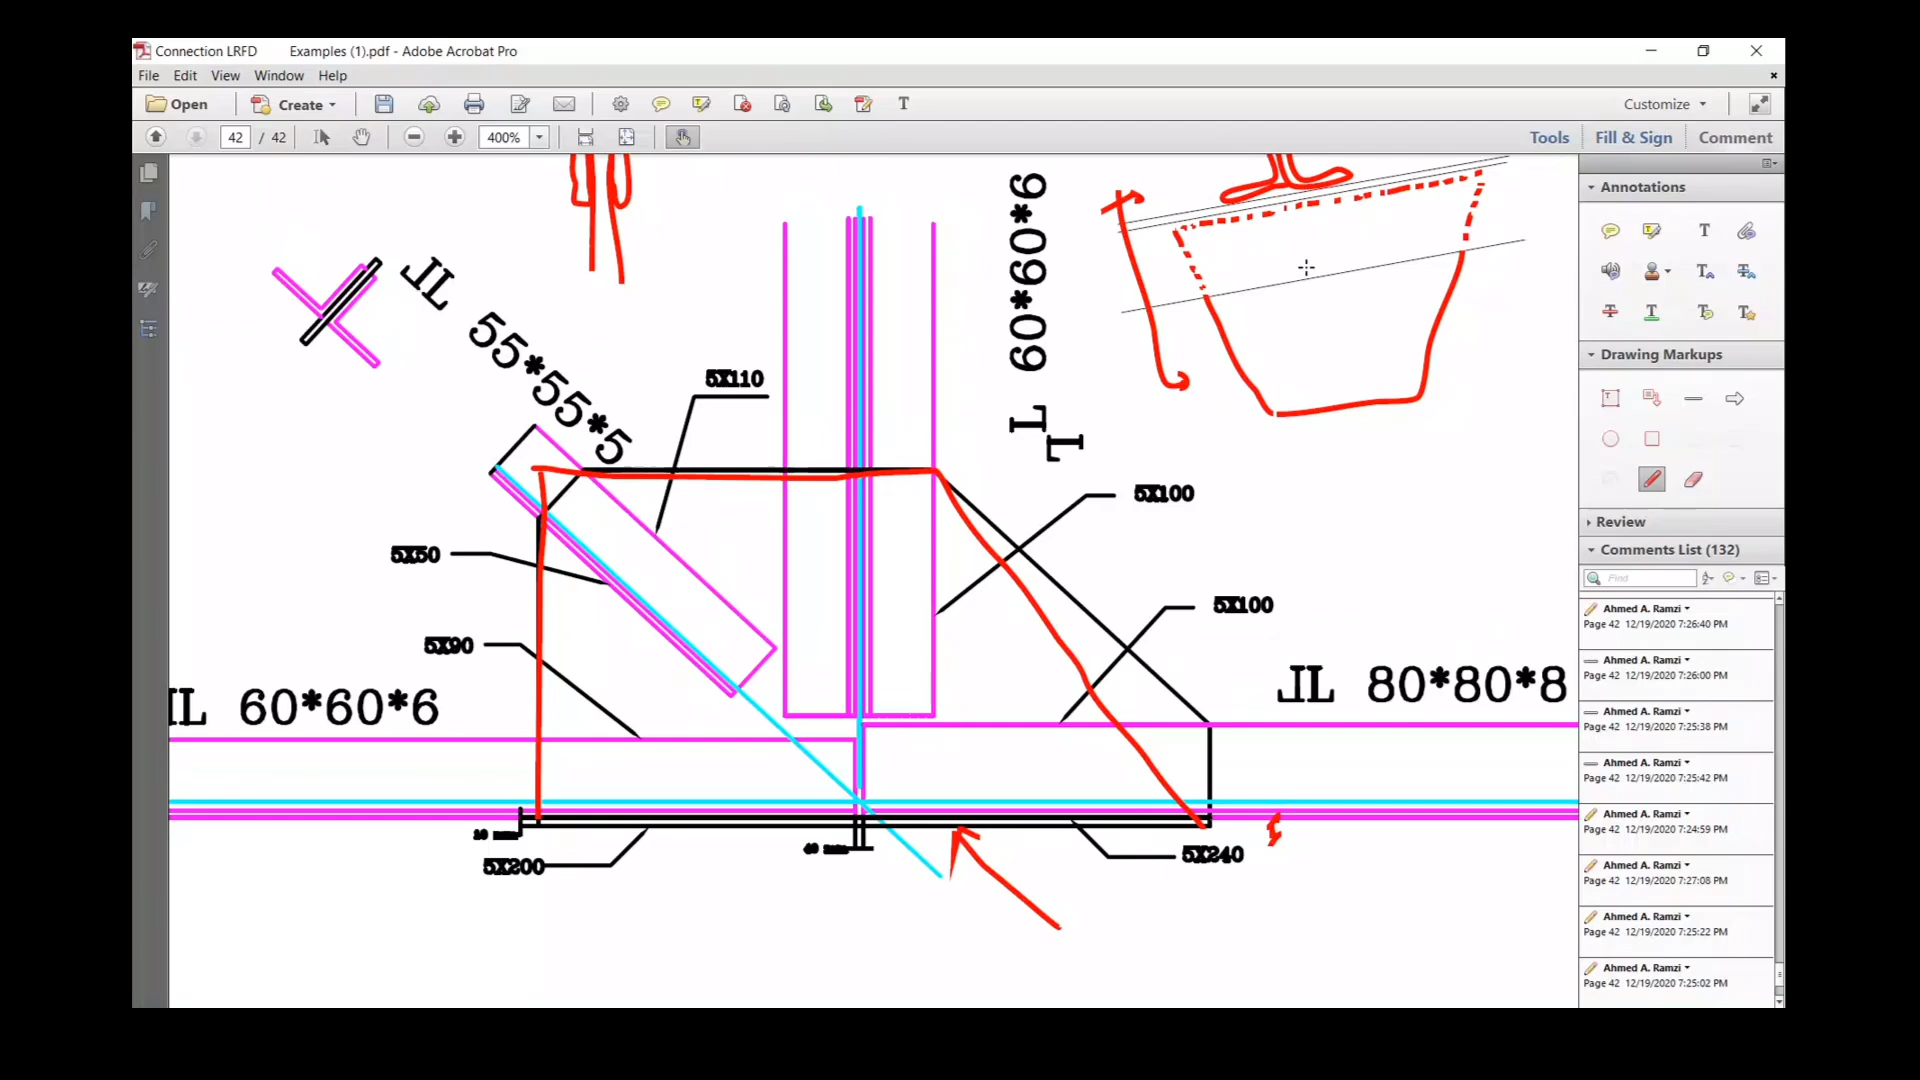 Connection LRFD Examples (1).pdf - Adobe Acrobat Pro
File Edit View Window Help
Open Create Customize
42 / 42 400% Tools Fill & Sign Comment
Annotations
T
Drawing Markups
Review
Comments List (132)
Find
Ahmed A. Ramzi
Page 42 12/19/2020 7:26:40 PM
Ahmed A. Ramzi
Page 42 12/19/2020 7:26:00 PM
Ahmed A. Ramzi
Page 42 12/19/2020 7:25:38 PM
Ahmed A. Ramzi
Page 42 12/19/2020 7:25:42 PM
Ahmed A. Ramzi
Page 42 12/19/2020 7:24:59 PM
Ahmed A. Ramzi
Page 42 12/19/2020 7:27:08 PM
Ahmed A. Ramzi
Page 42 12/19/2020 7:25:22 PM
Ahmed A. Ramzi
Page 42 12/19/2020 7:25:02 PM
55*55*5
60*60*6
5X110
5X100
5X50
5X100
5X90
60*60*6
80*80*8
10 mm
5X200
40 mm
5X240